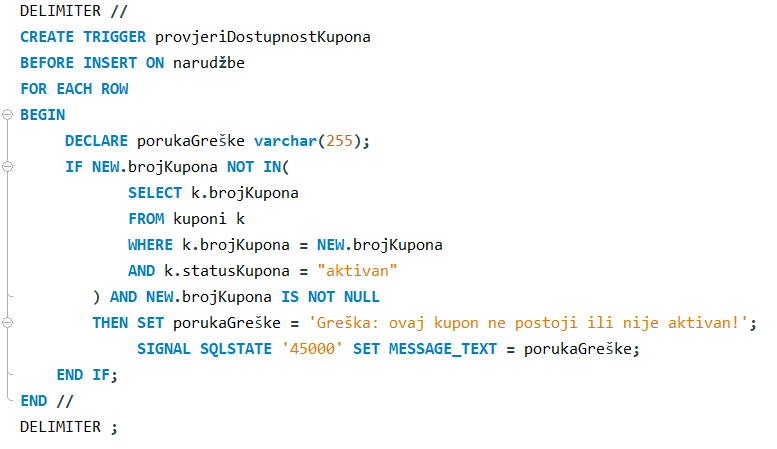 DELIMITER //
CREATE TRIGGER provjeriDostupnostKupona
BEFORE INSERT ON narudžbe
FOR EACH ROW
BEGIN
DECLARE porukaGreške varchar(255);
IF NEW.brojKupona NOT IN(
SELECT k.brojKupona
FROM kuponi k
WHERE k.brojKupona = NEW.brojKupona
AND k.statusKupona = "aktivan"
) AND NEW.brojKupona IS NOT NULL
THEN SET porukaGreške = 'Greška: ovaj kupon ne postoji ili nije aktivan!';
SIGNAL SQLSTATE '45000' SET MESSAGE_TEXT = porukaGreške;
END IF;
END //
DELIMITER ;